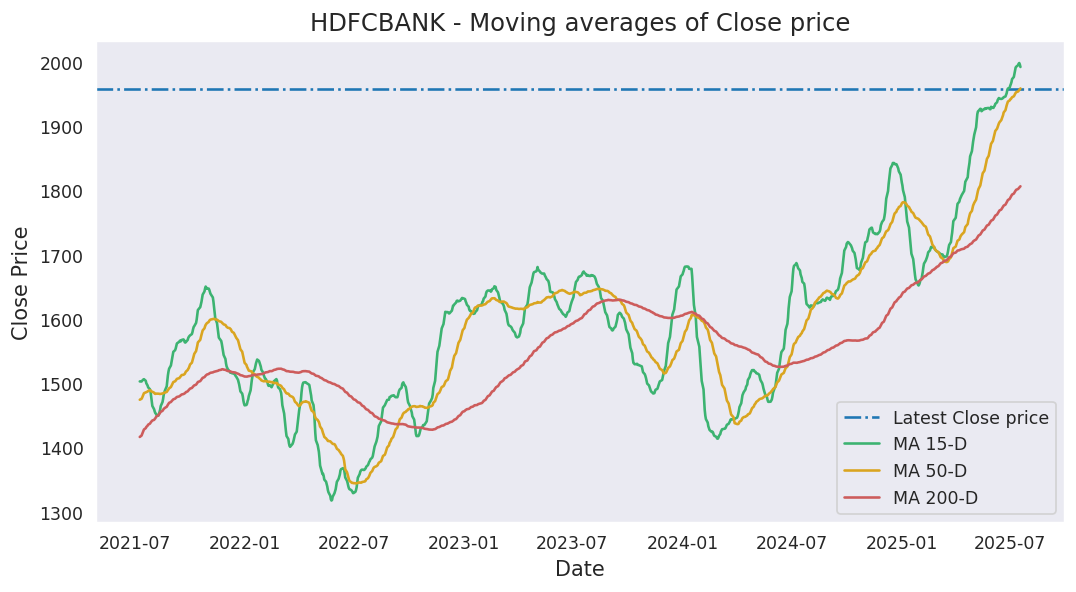 HDFCBANK - Moving averages of Close price
Close Price
2000
1900
1800
1700
1600
1500
1400
1300
Latest Close price
MA 15-D
MA 50-D
MA 200-D
2021-07 2022-01 2022-07 2023-01 2023-07 2024-01 2024-07 2025-01 2025-07
Date